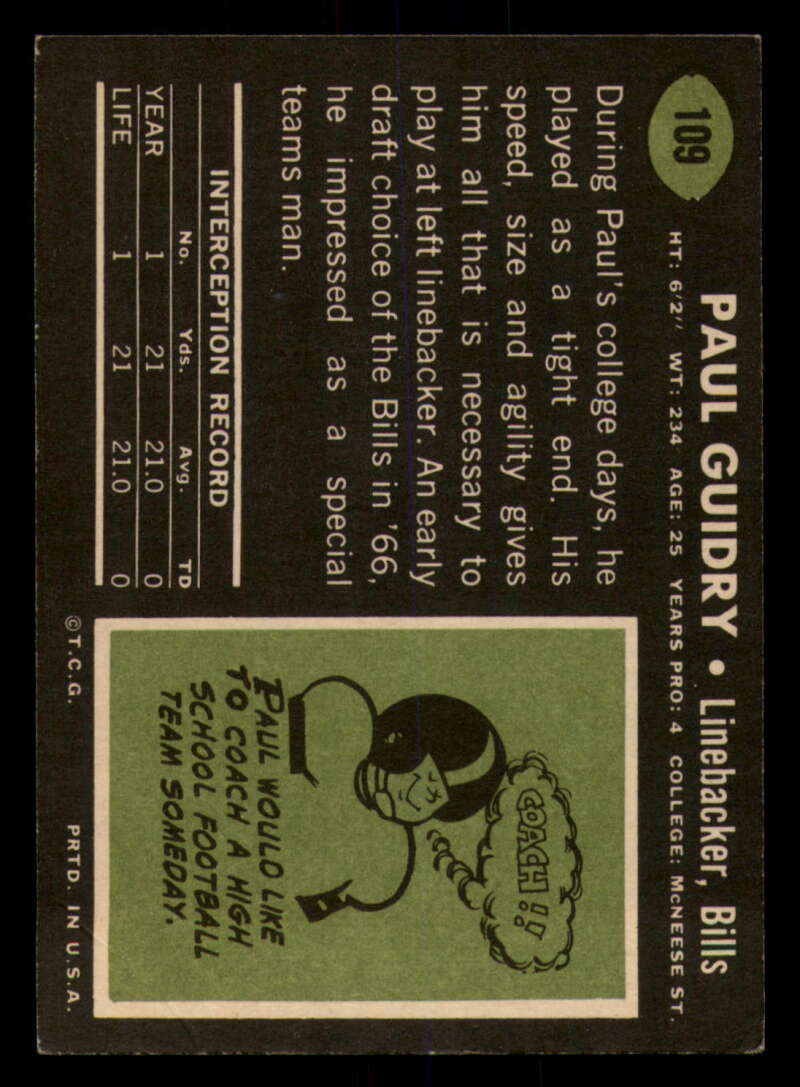 109
PAUL GUIDRY • Linebacker, Bills
HT: 6'2" WT: 234 AGE: 25 YEARS PRO: 4 COLLEGE: McNEESE ST.
During Paul's college days, he
played as a tight end. His
speed, size and agility gives
him all that is necessary to
play at left linebacker. An early
draft choice of the Bills in '66,
he impressed as a special
teams man.
INTERCEPTION RECORD
No. Yds. Avg. TD
YEAR 1 21 21.0 0
LIFE 1 21 21.0 0
COACH!!
PAUL WOULD LIKE
TO COACH A HIGH
SCHOOL FOOTBALL
TEAM SOMEDAY.
©T.C.G. PRTD. IN U.S.A.